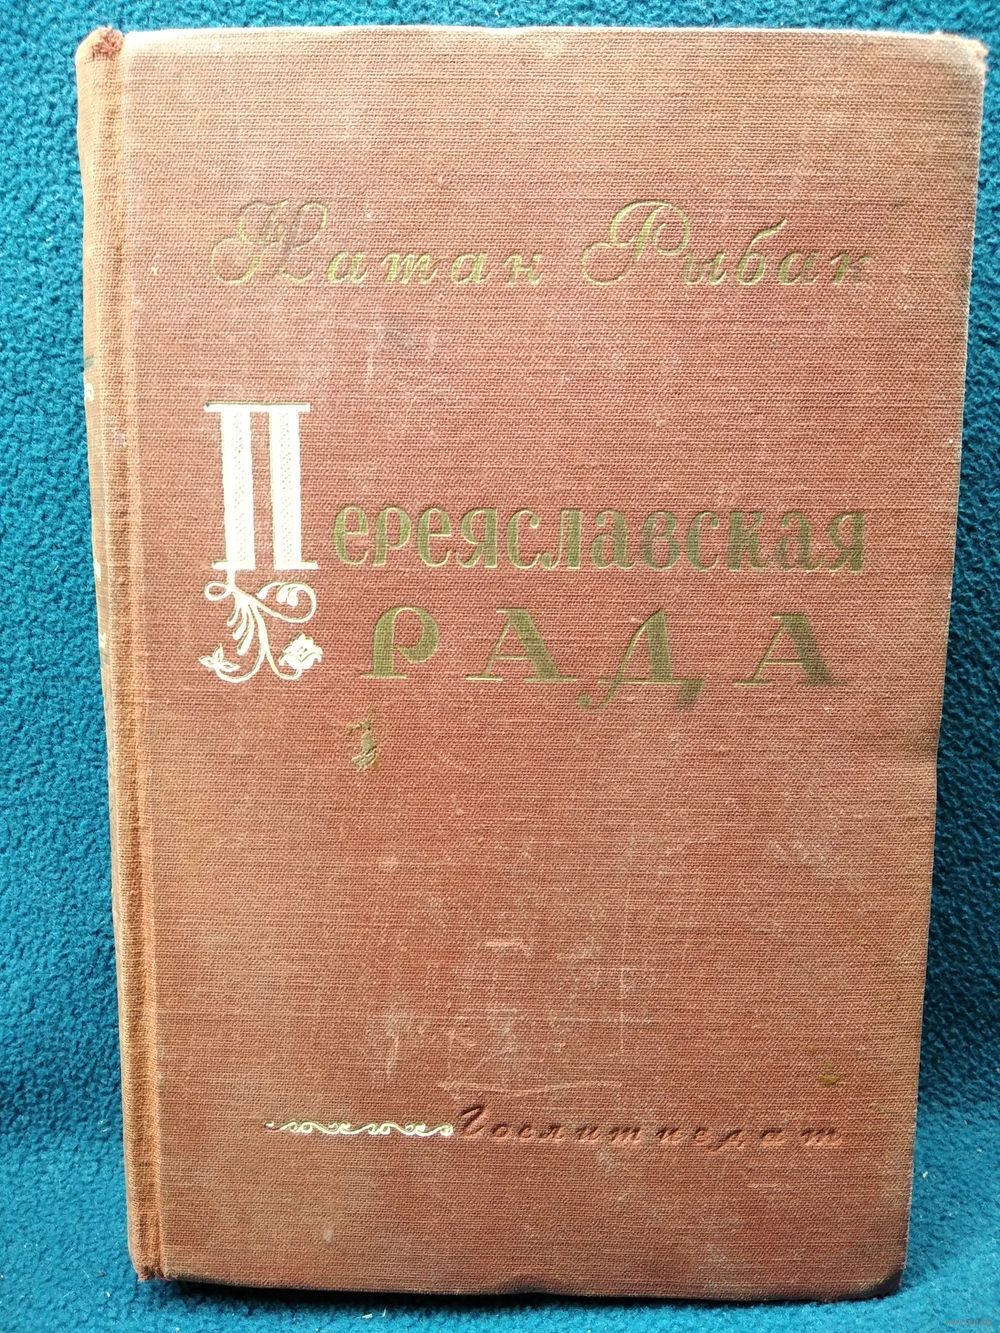 Натан Рыбак
Переяславская
РАДА
Гослитиздат